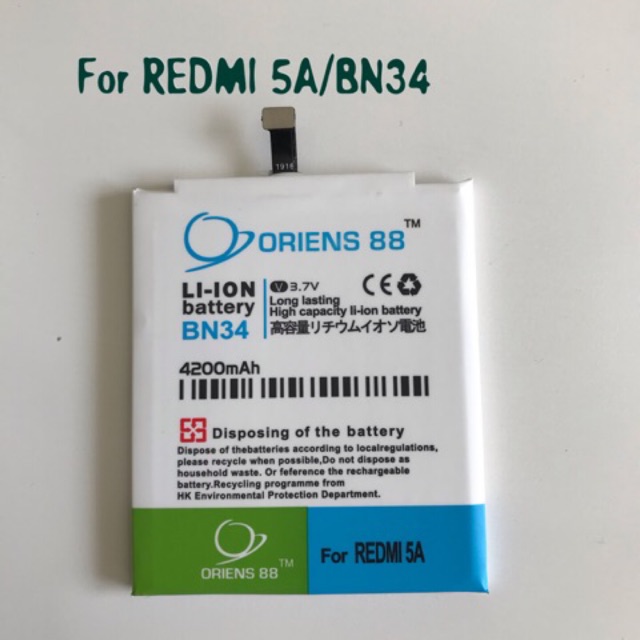 For REDMI 5A/BN34
1916
ORIENS 88 TM
LI-ION battery BN34
V 3.7V
Long lasting
High capacity li-ion battery
高容量リチウムイオソ電池
CE
4200mAh
Disposing of the battery
Dispose of thebatteries according to localregulations,
please recycle when possible,Do not dispose as
household waste. Or feference the rechargeable
battery.Recycling programme from
HK Environmental Protection Department.
ORIENS 88 TM
For REDMI 5A